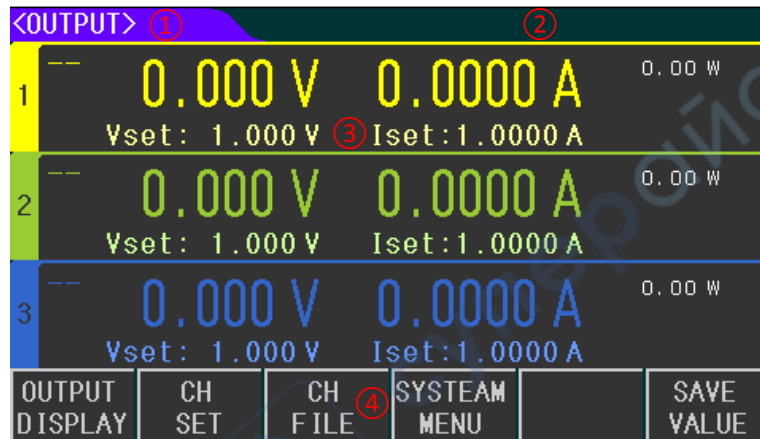 <OUTPUT> ① ②
1 -- 0.000 V 0.0000 A 0.00 W
Vset: 1.000 V ③ Iset:1.0000 A
2 -- 0.000 V 0.0000 A 0.00 W
Vset: 1.000 V Iset:1.0000 A
3 -- 0.000 V 0.0000 A 0.00 W
Vset: 1.000 V Iset:1.0000 A
OUTPUT DISPLAY
CH SET
CH FILE
④
SYSTEAM MENU
SAVE VALUE